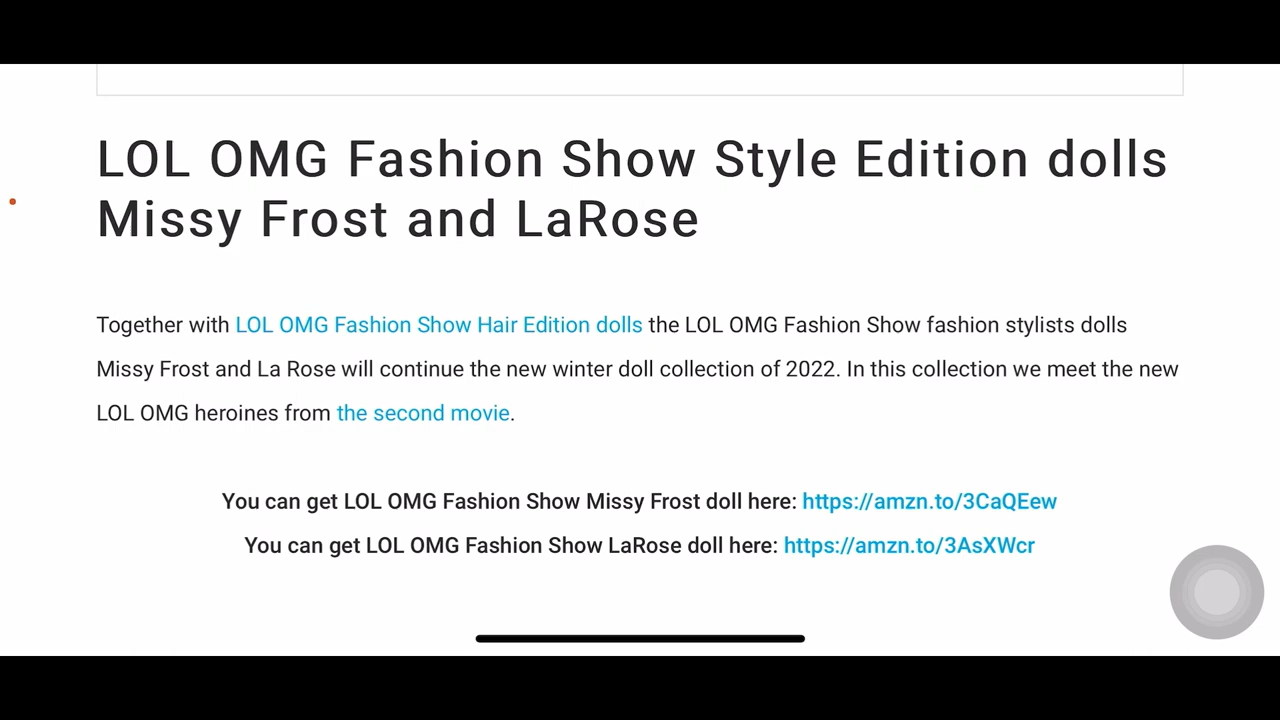 LOL OMG Fashion Show Style Edition dolls
Missy Frost and LaRose
Together with LOL OMG Fashion Show Hair Edition dolls the LOL OMG Fashion Show fashion stylists dolls
Missy Frost and La Rose will continue the new winter doll collection of 2022. In this collection we meet the new
LOL OMG heroines from the second movie.
You can get LOL OMG Fashion Show Missy Frost doll here: https://amzn.to/3CaQEew
You can get LOL OMG Fashion Show LaRose doll here: https://amzn.to/3AsXWcr